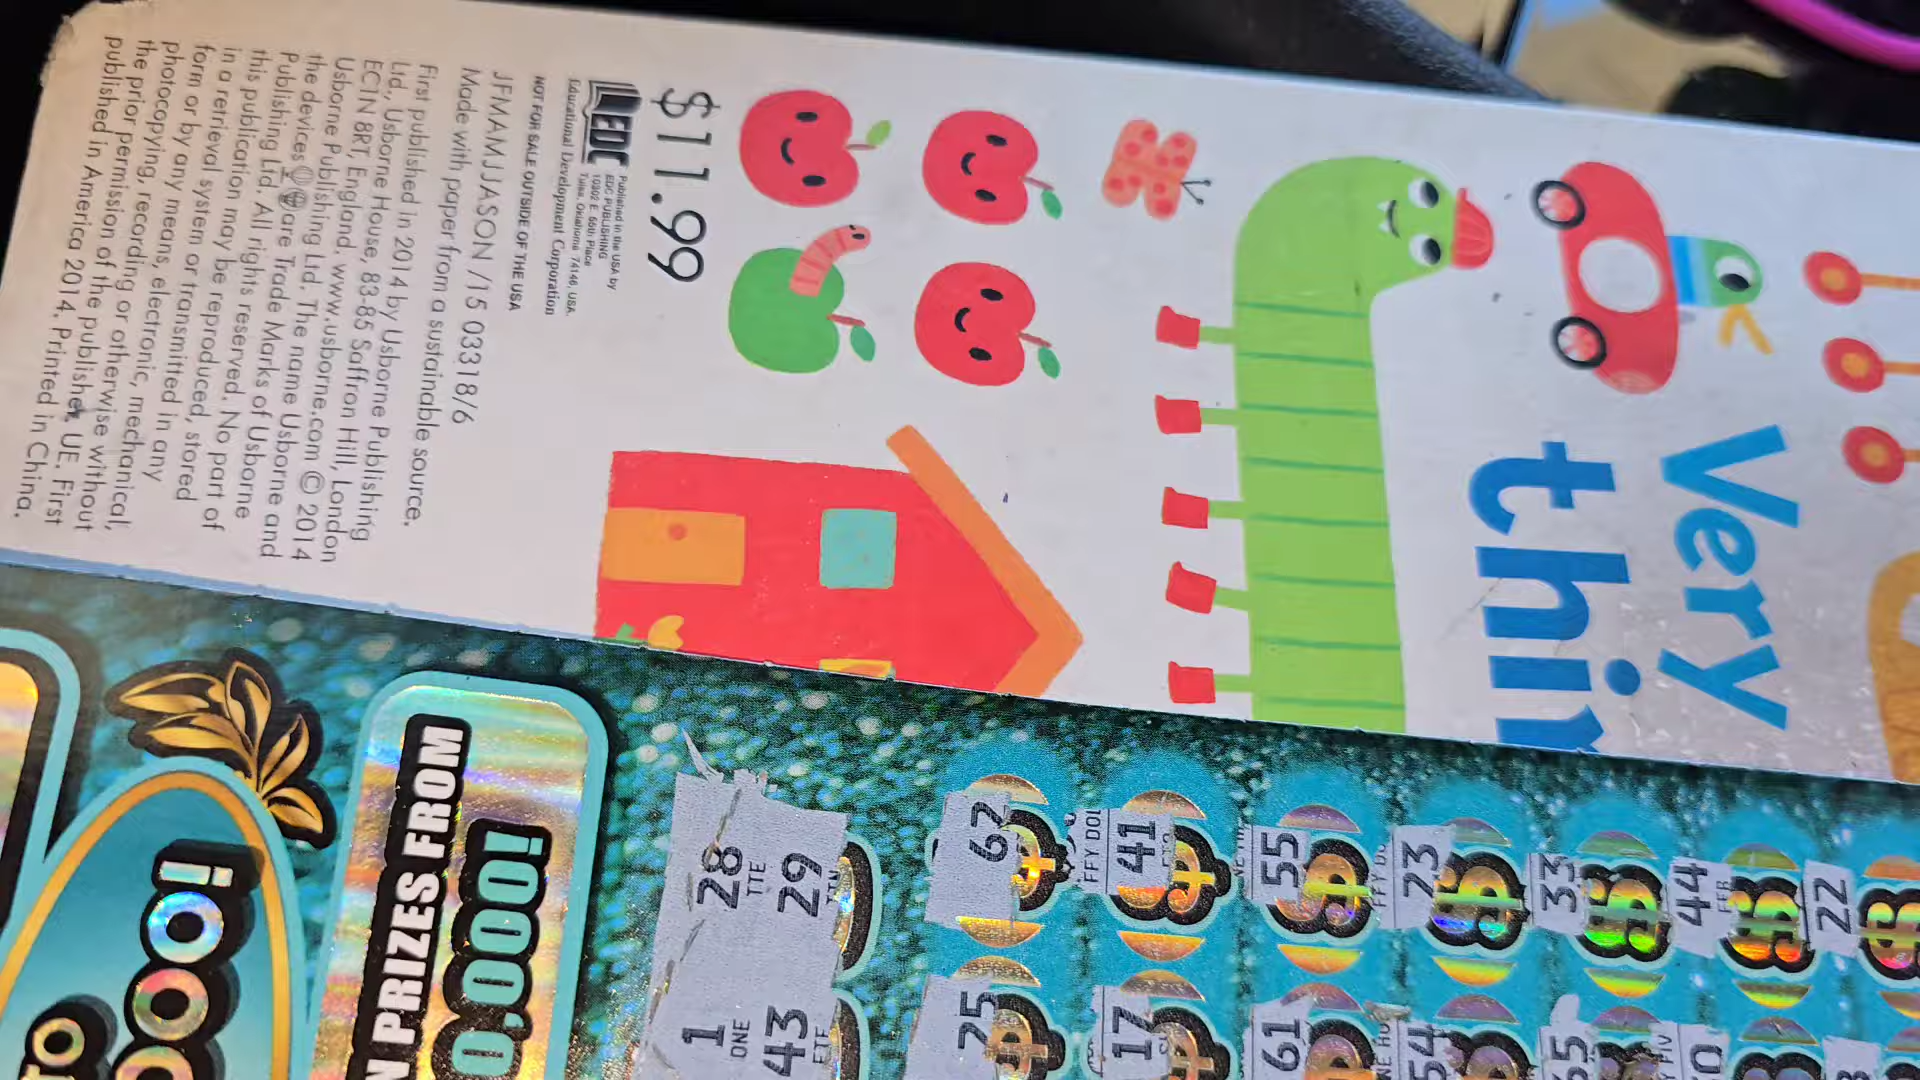 Very
$11.99
EDC
Published in the USA by
EDC PUBLISHING
10302 E. 55th Place
Tulsa, Oklahoma 74146, USA.
Educational Development Corporation
NOT FOR SALE OUTSIDE OF THE USA
JFMAMJJASON /15 03318/6
Made with paper from a sustainable source.
First published in 2014 by Usborne Publishing
Ltd., Usborne House, 83-85 Saffron Hill, London
EC1N 8RT, England. www.usborne.com © 2014
Usborne Publishing Ltd. The name Usborne and
the devices are Trade Marks of Usborne
Publishing Ltd. All rights reserved. No part of
this publication may be reproduced, stored
in a retrieval system or transmitted in any
form or by any means, electronic, mechanical,
photocopying, recording or otherwise without
the prior permission of the publisher. UE. First
published in America 2014. Printed in China.
PRIZES FROM
28 1
THE ONE
29 43
67 25
41 17
55 61
23 54
33
44
22